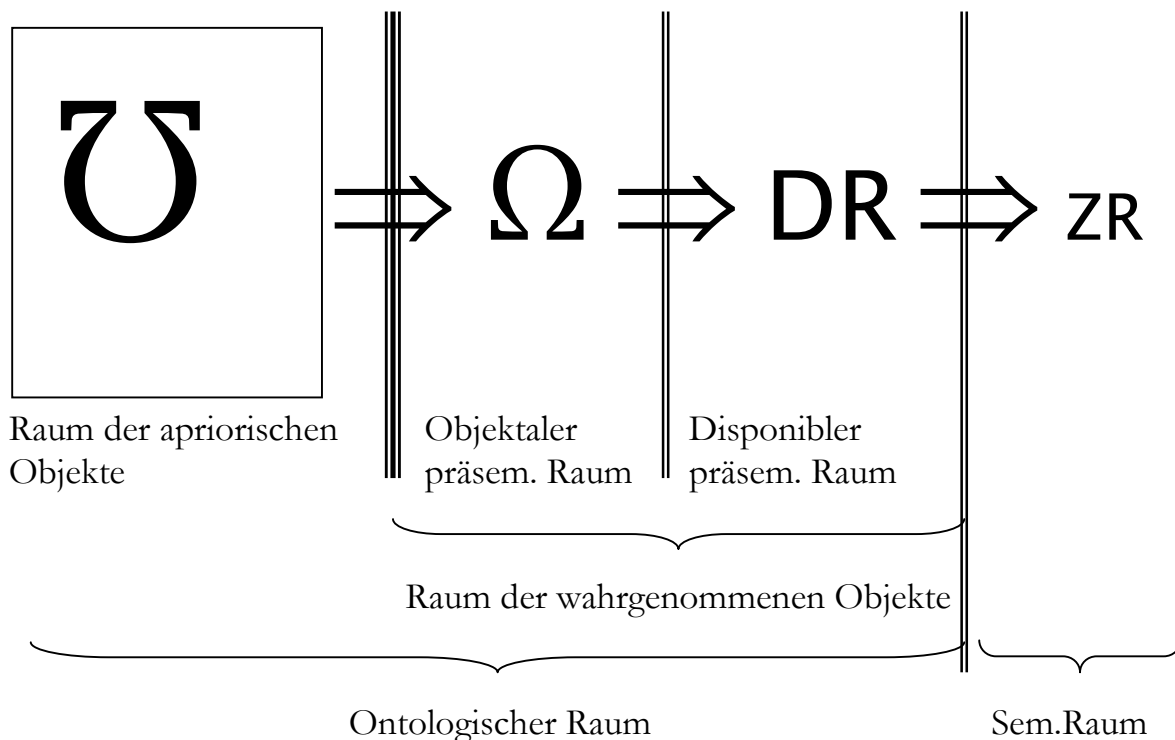 ℧ ⇒ Ω ⇒ DR ⇒ ZR
Raum der apriorischen
Objekte
Objektaler
präsem. Raum
Disponibler
präsem. Raum
Raum der wahrgenommenen Objekte
Ontologischer Raum
Sem.Raum